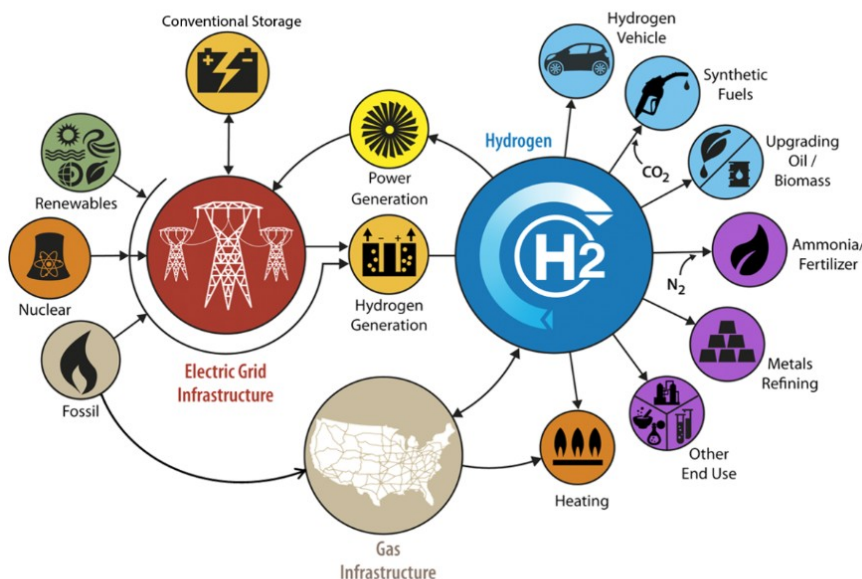 Conventional Storage
Hydrogen
Vehicle
Synthetic
Fuels
Hydrogen
Upgrading
Oil /
Biomass
CO2
Renewables
Power
Generation
H2
Ammonia/
Fertilizer
N2
Nuclear
Hydrogen
Generation
Electric Grid
Infrastructure
Metals
Refining
Fossil
Other
End Use
Heating
Gas
Infrastructure